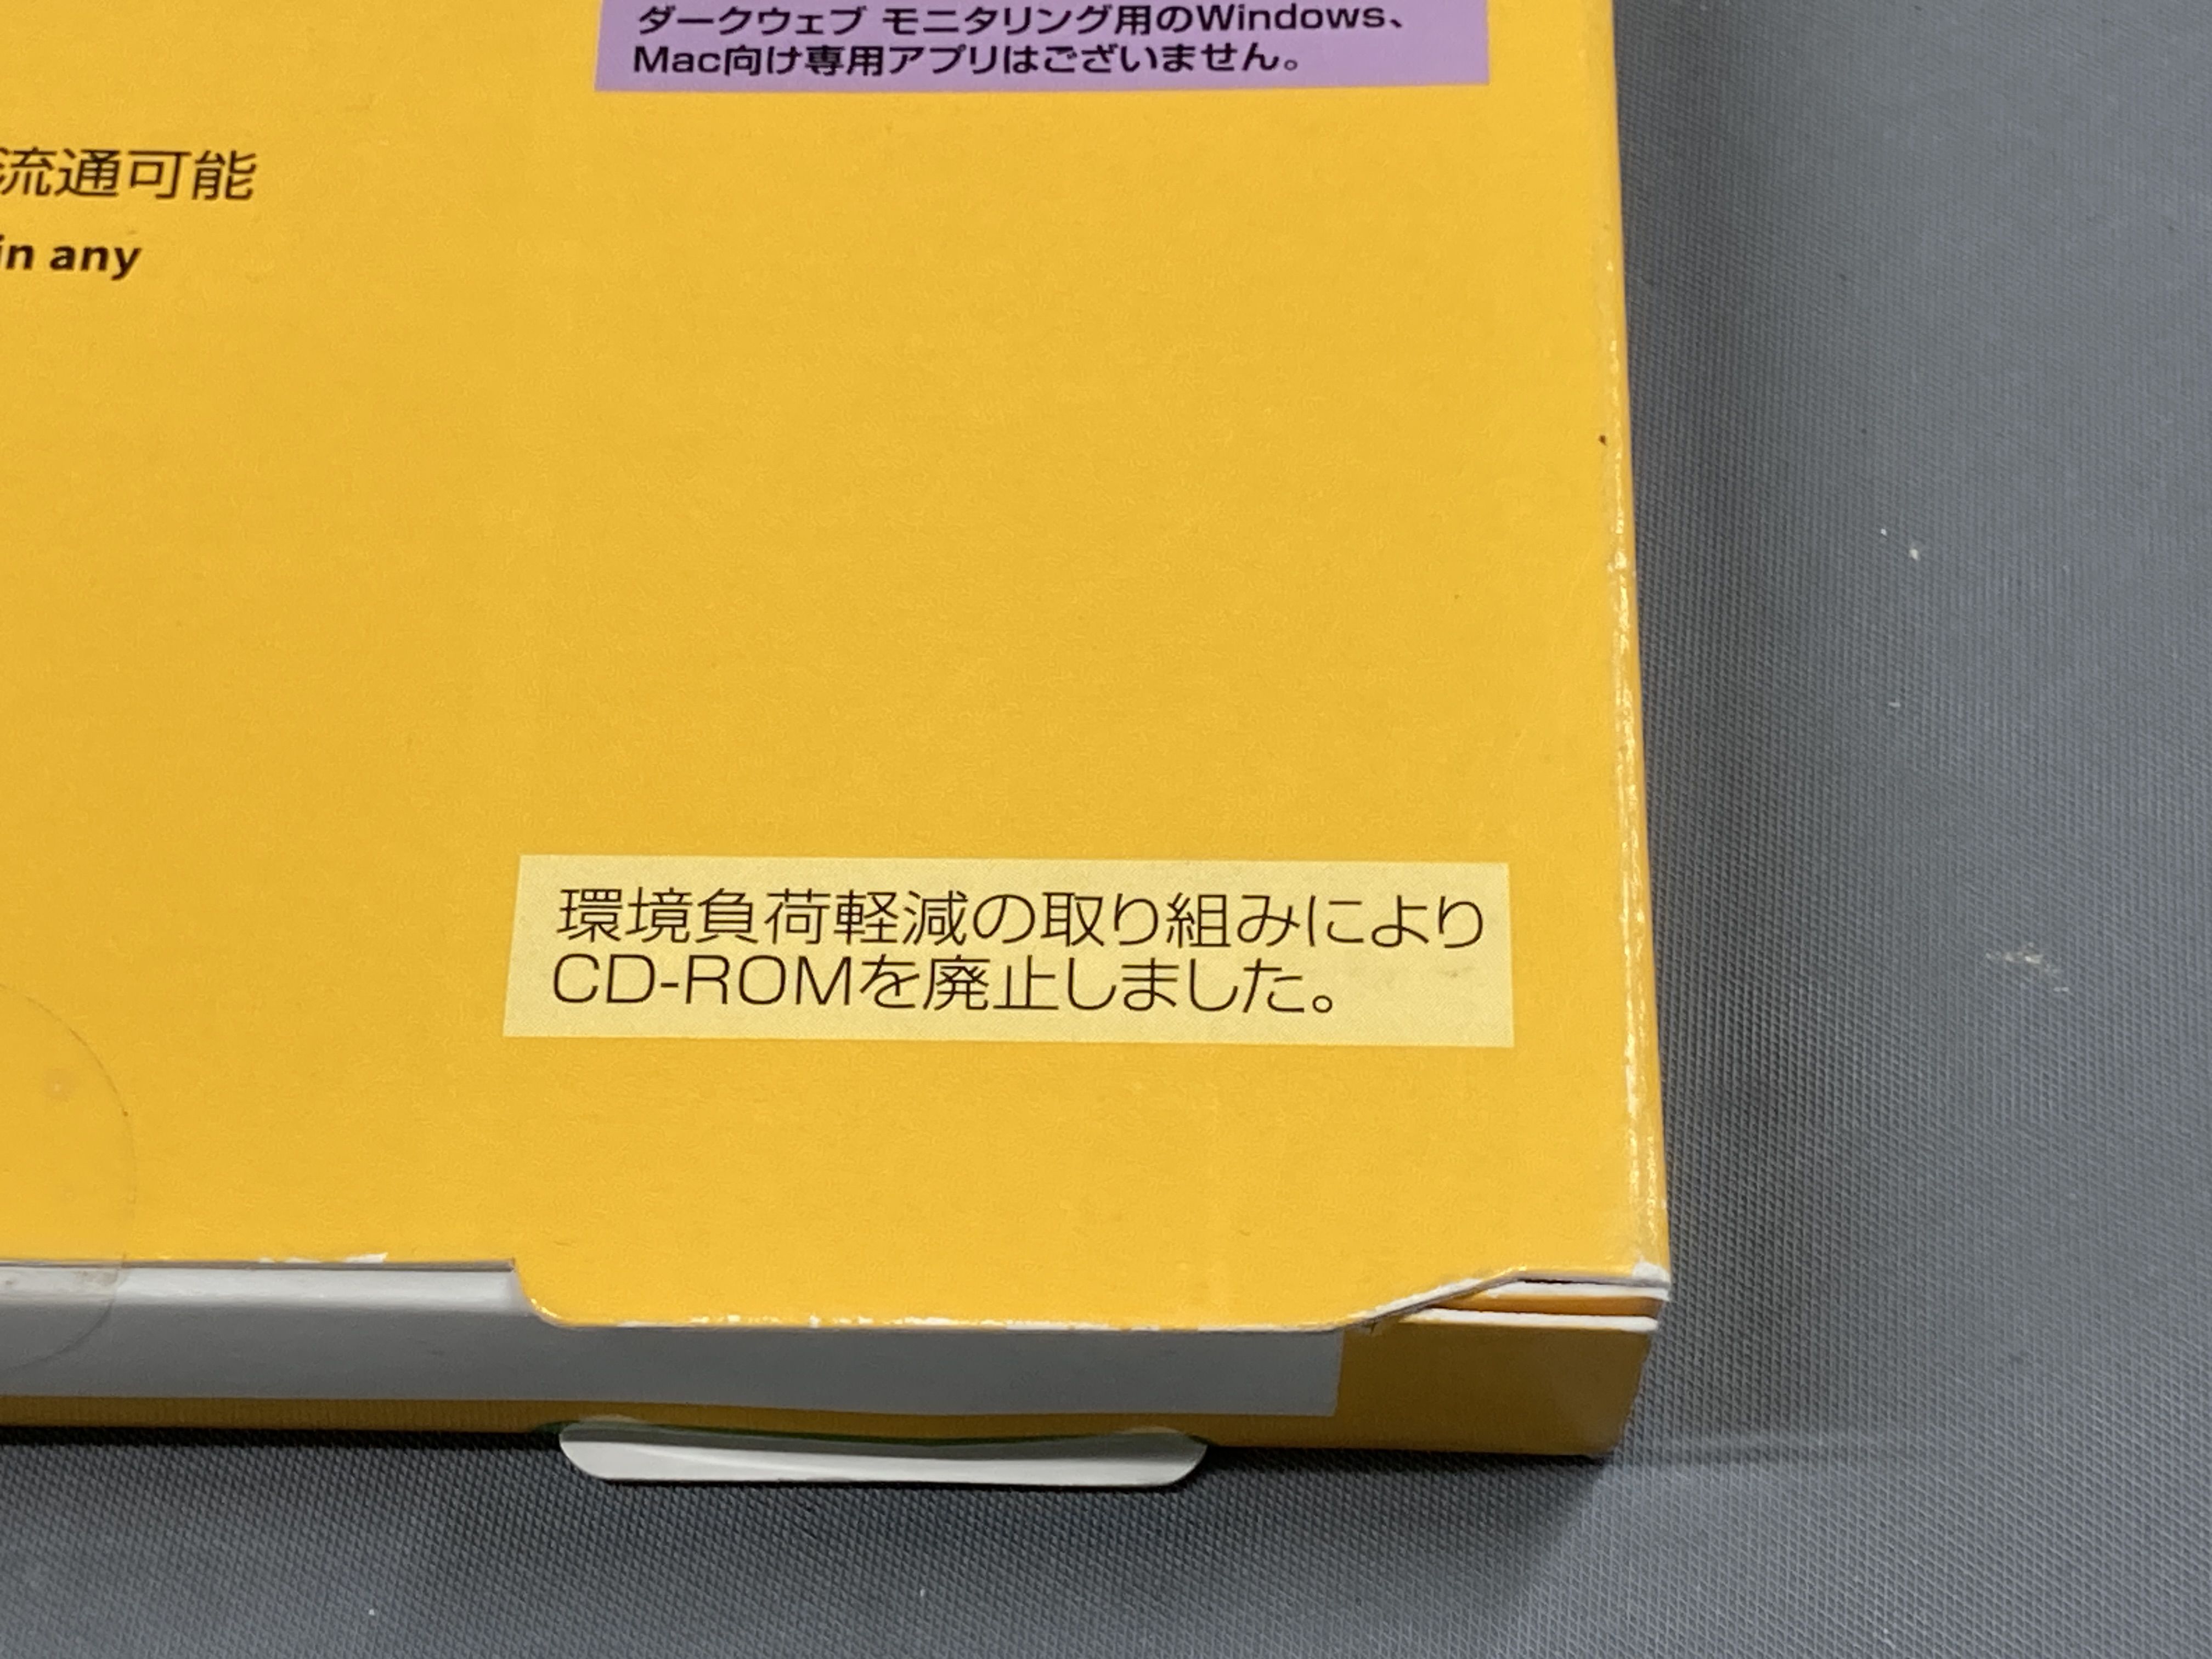 ダークウェブ モニタリング用のWindows、
Mac向け専用アプリはございません。
流通可能
in any
環境負荷軽減の取り組みにより
CD-ROMを廃止しました。